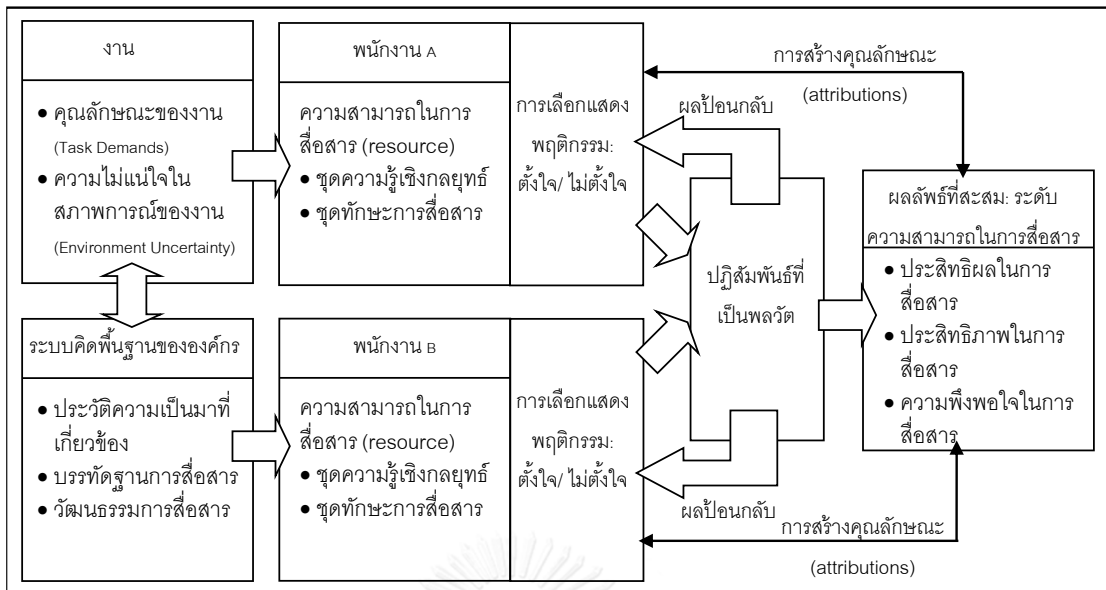 งาน
● คุณลักษณะของงาน
(Task Demands)
● ความไม่แน่ใจใน
สภาพการณ์ของงาน
(Environment Uncertainty)
ระบบคิดพื้นฐานขององค์กร
● ประวัติความเป็นมาที่
เกี่ยวข้อง
● บรรทัดฐานการสื่อสาร
● วัฒนธรรมการสื่อสาร
พนักงาน A
ความสามารถในการ
สื่อสาร (resource)
● ชุดความรู้เชิงกลยุทธ์
● ชุดทักษะการสื่อสาร
การเลือกแสดง
พฤติกรรม:
ตั้งใจ/ ไม่ตั้งใจ
พนักงาน B
ความสามารถในการ
สื่อสาร (resource)
● ชุดความรู้เชิงกลยุทธ์
● ชุดทักษะการสื่อสาร
การเลือกแสดง
พฤติกรรม:
ตั้งใจ/ ไม่ตั้งใจ
การสร้างคุณลักษณะ
(attributions)
ผลป้อนกลับ
ปฏิสัมพันธ์ที่
เป็นพลวัต
ผลป้อนกลับ
ผลลัพธ์ที่สะสม: ระดับ
ความสามารถในการสื่อสาร
● ประสิทธิผลในการ
สื่อสาร
● ประสิทธิภาพในการ
สื่อสาร
● ความพึงพอใจในการ
สื่อสาร
การสร้างคุณลักษณะ
(attributions)